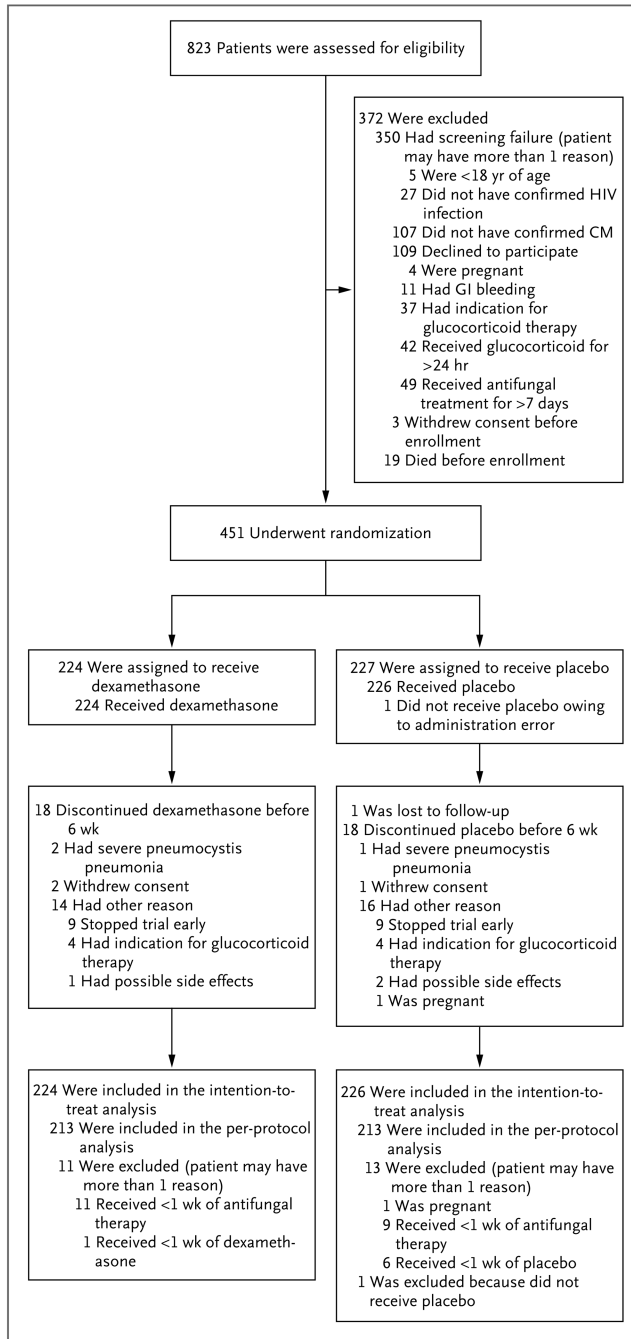 823 Patients were assessed for eligibility
372 Were excluded
350 Had screening failure (patient
may have more than 1 reason)
5 Were <18 yr of age
27 Did not have confirmed HIV
infection
107 Did not have confirmed CM
109 Declined to participate
4 Were pregnant
11 Had GI bleeding
37 Had indication for
glucocorticoid therapy
42 Received glucocorticoid for
>24 hr
49 Received antifungal
treatment for >7 days
3 Withdrew consent before
enrollment
19 Died before enrollment
451 Underwent randomization
224 Were assigned to receive
dexamethasone
224 Received dexamethasone
227 Were assigned to receive placebo
226 Received placebo
1 Did not receive placebo owing
to administration error
18 Discontinued dexamethasone before
6 wk
2 Had severe pneumocystis
pneumonia
2 Withdrew consent
14 Had other reason
9 Stopped trial early
4 Had indication for glucocorticoid
therapy
1 Had possible side effects
1 Was lost to follow-up
18 Discontinued placebo before 6 wk
1 Had severe pneumocystis
pneumonia
1 Withrew consent
16 Had other reason
9 Stopped trial early
4 Had indication for glucocorticoid
therapy
2 Had possible side effects
1 Was pregnant
224 Were included in the intention-to-
treat analysis
213 Were included in the per-protocol
analysis
11 Were excluded (patient may have
more than 1 reason)
11 Received <1 wk of antifungal
therapy
1 Received <1 wk of dexameth-
asone
226 Were included in the intention-to-
treat analysis
213 Were included in the per-protocol
analysis
13 Were excluded (patient may have
more than 1 reason)
1 Was pregnant
9 Received <1 wk of antifungal
therapy
6 Received <1 wk of placebo
1 Was excluded because did not
receive placebo